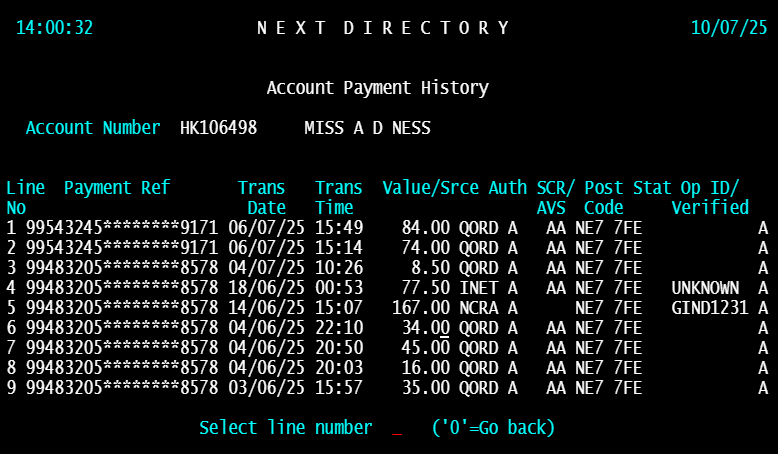 14:00:32 N E X T D I R E C T O R Y 10/07/25
Account Payment History
Account Number HK106498 MISS A D NESS
Line Payment Ref Trans Trans Value/Srce Auth SCR/ Post Stat Op ID/
No Date Time AVS Code Verified
1 99543245********9171 06/07/25 15:49 84.00 QORD A AA NE7 7FE A
2 99543245********9171 06/07/25 15:14 74.00 QORD A AA NE7 7FE A
3 99483205********8578 04/07/25 10:26 8.50 QORD A AA NE7 7FE A
4 99483205********8578 18/06/25 00:53 77.50 INET A AA NE7 7FE UNKNOWN A
5 99483205********8578 14/06/25 15:07 167.00 NCRA A NE7 7FE GIND1231 A
6 99483205********8578 04/06/25 22:10 34.00 QORD A AA NE7 7FE A
7 99483205********8578 04/06/25 20:50 45.00 QORD A AA NE7 7FE A
8 99483205********8578 04/06/25 20:03 16.00 QORD A AA NE7 7FE A
9 99483205********8578 03/06/25 15:57 35.00 QORD A AA NE7 7FE A
Select line number _ ('0'=Go back)